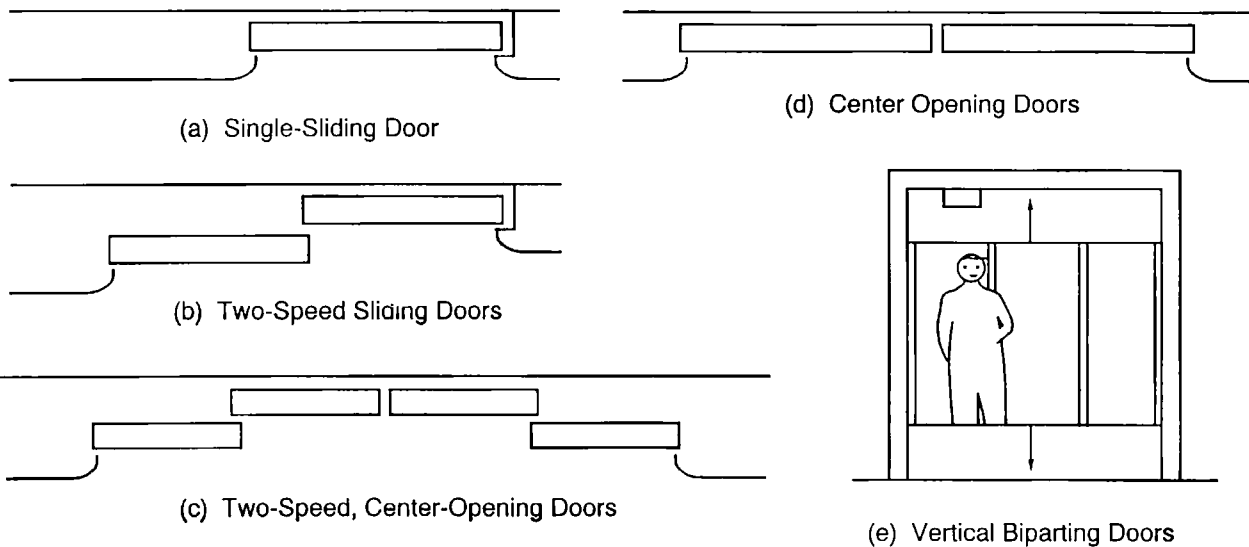 (a) Single-Sliding Door
(b) Two-Speed Sliding Doors
(c) Two-Speed, Center-Opening Doors
(d) Center Opening Doors
(e) Vertical Biparting Doors